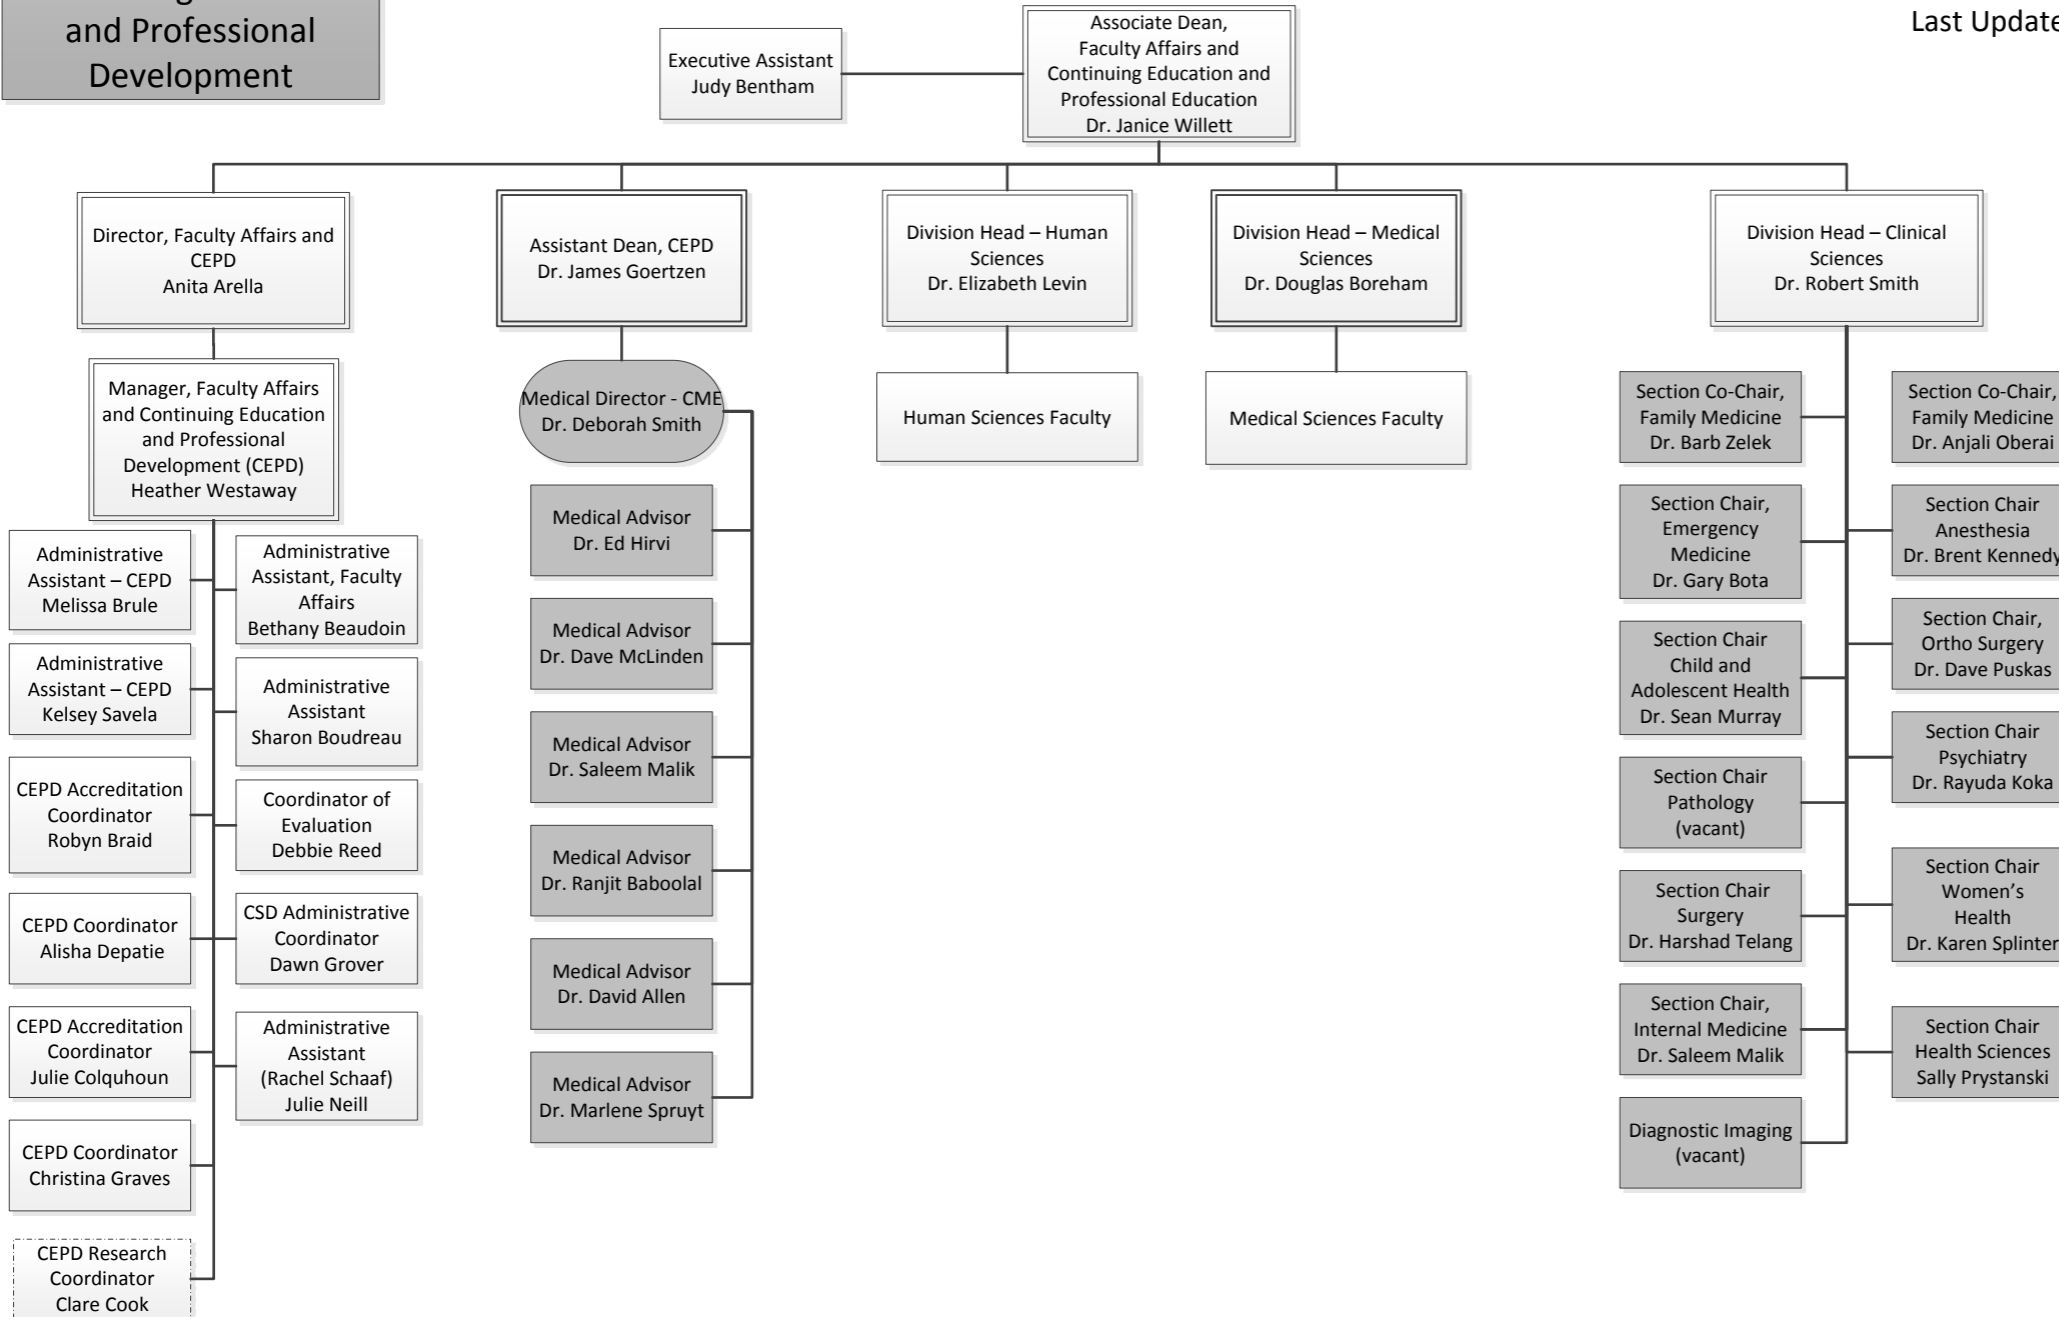 and Professional
Development
Last Update
Executive Assistant
Judy Bentham
Associate Dean,
Faculty Affairs and
Continuing Education and
Professional Education
Dr. Janice Willett
Director, Faculty Affairs and
CEPD
Anita Arella
Assistant Dean, CEPD
Dr. James Goertzen
Division Head – Human
Sciences
Dr. Elizabeth Levin
Division Head – Medical
Sciences
Dr. Douglas Boreham
Division Head – Clinical
Sciences
Dr. Robert Smith
Manager, Faculty Affairs
and Continuing Education
and Professional
Development (CEPD)
Heather Westaway
Medical Director - CME
Dr. Deborah Smith
Human Sciences Faculty
Medical Sciences Faculty
Administrative
Assistant – CEPD
Melissa Brule
Administrative
Assistant, Faculty
Affairs
Bethany Beaudoin
Administrative
Assistant – CEPD
Kelsey Savela
Administrative
Assistant
Sharon Boudreau
CEPD Accreditation
Coordinator
Robyn Braid
Coordinator of
Evaluation
Debbie Reed
CEPD Coordinator
Alisha Depatie
CSD Administrative
Coordinator
Dawn Grover
CEPD Accreditation
Coordinator
Julie Colquhoun
Administrative
Assistant
(Rachel Schaaf)
Julie Neill
CEPD Coordinator
Christina Graves
CEPD Research
Coordinator
Clare Cook
Medical Advisor
Dr. Ed Hirvi
Medical Advisor
Dr. Dave McLinden
Medical Advisor
Dr. Saleem Malik
Medical Advisor
Dr. Ranjit Baboolal
Medical Advisor
Dr. David Allen
Medical Advisor
Dr. Marlene Spruyt
Section Co-Chair,
Family Medicine
Dr. Barb Zelek
Section Co-Chair,
Family Medicine
Dr. Anjali Oberai
Section Chair,
Emergency
Medicine
Dr. Gary Bota
Section Chair
Anesthesia
Dr. Brent Kennedy
Section Chair
Child and
Adolescent Health
Dr. Sean Murray
Section Chair,
Ortho Surgery
Dr. Dave Puskas
Section Chair
Pathology
(vacant)
Section Chair
Psychiatry
Dr. Rayuda Koka
Section Chair
Surgery
Dr. Harshad Telang
Section Chair
Women's
Health
Dr. Karen Splinter
Section Chair,
Internal Medicine
Dr. Saleem Malik
Section Chair
Health Sciences
Sally Prystanski
Diagnostic Imaging
(vacant)